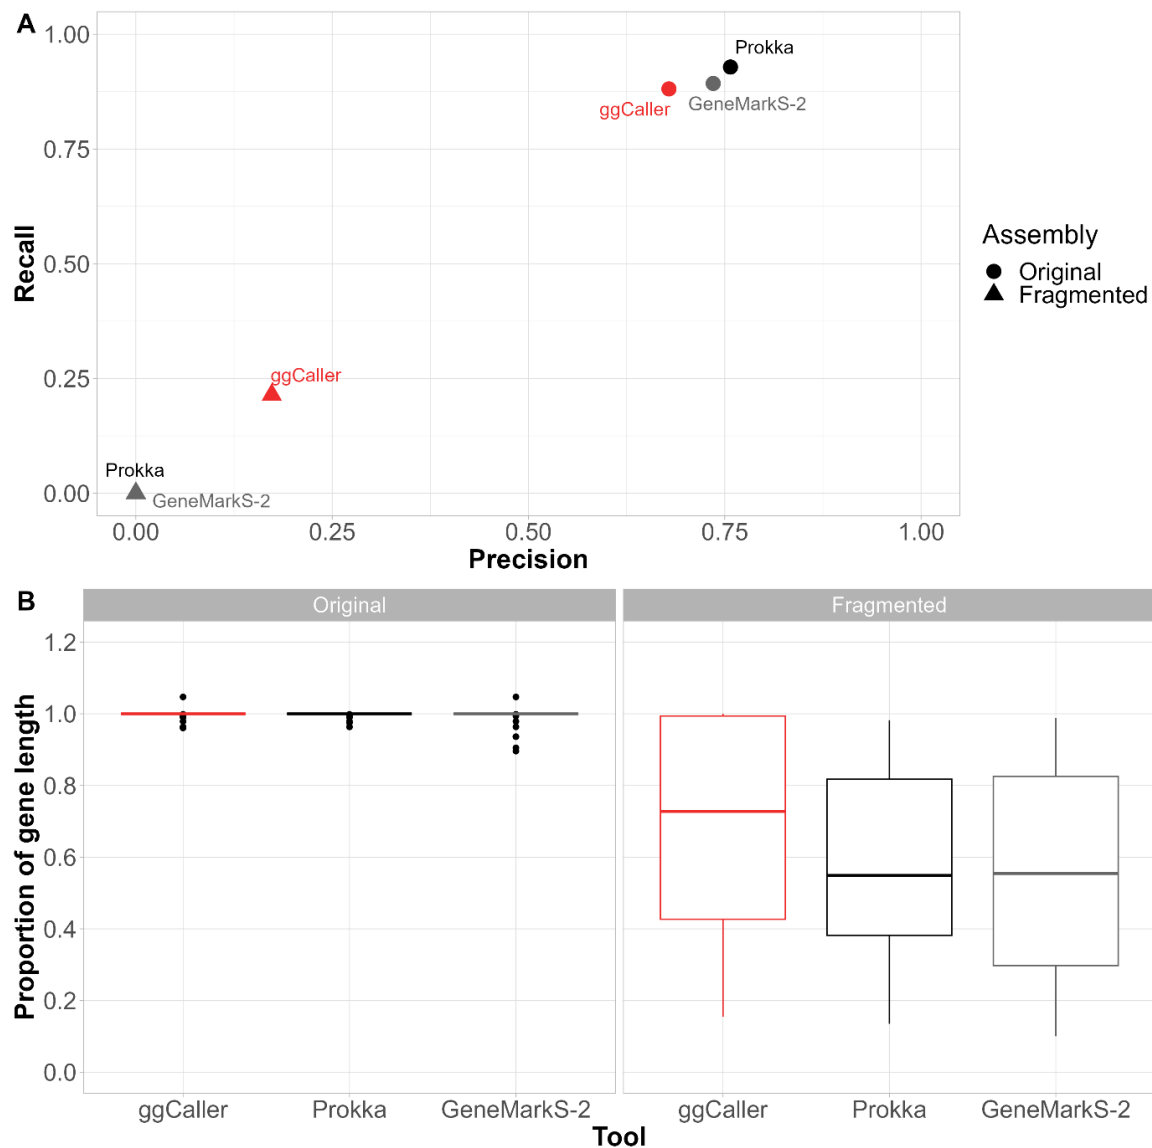 A
1.00
0.75
0.50
0.25
0.00
Recall
Prokka
ggCaller
GeneMarkS-2
ggCaller
Prokka
GeneMarkS-2
0.00 0.25 0.50 0.75 1.00
Precision
Assembly
Original
Fragmented
B
Original Fragmented
1.2
1.0
0.8
0.6
0.4
0.2
0.0
Proportion of gene length
ggCaller Prokka GeneMarkS-2 ggCaller Prokka GeneMarkS-2
Tool